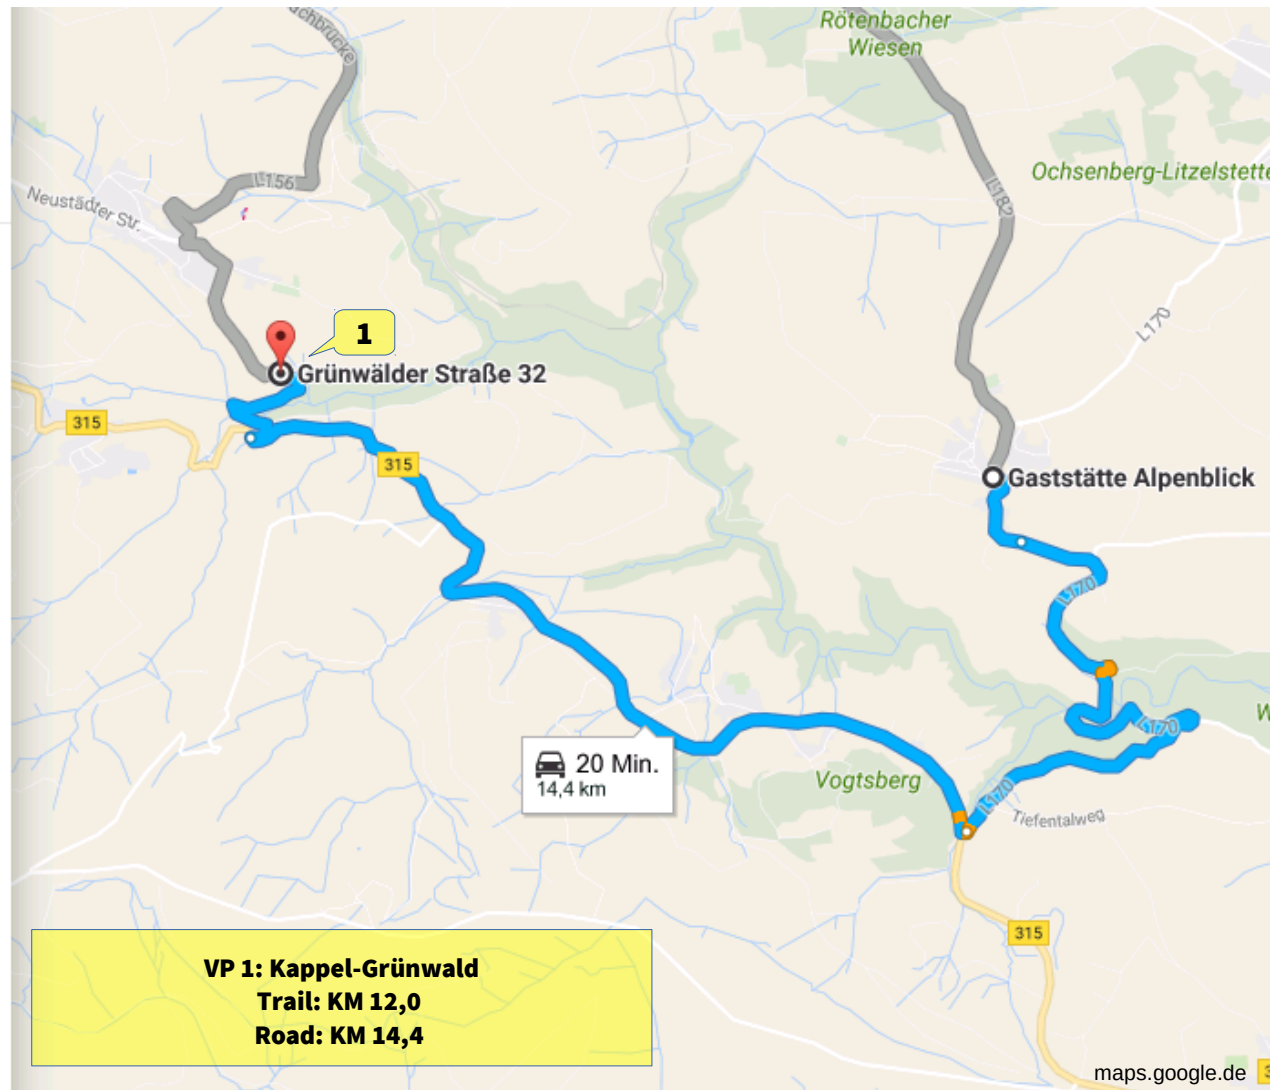 Rötenbacher
Wiesen
L156
Neustädter Str.
Ochsenberg-Litzelstette
L182
L170
1
Grünwälder Straße 32
315
315
Gaststätte Alpenblick
L170
L170
20 Min.
14,4 km
Vogtsberg
L170
Tiefentalweg
315
VP 1: Kappel-Grünwald
Trail: KM 12,0
Road: KM 14,4
maps.google.de